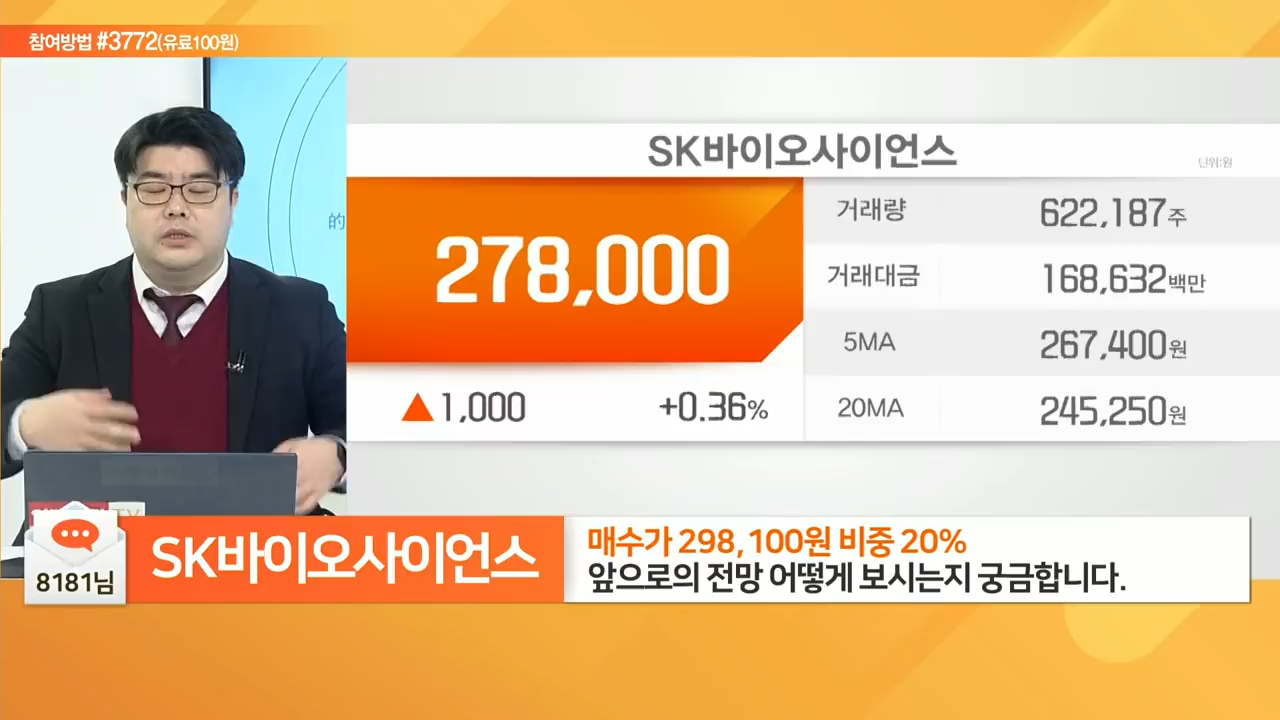 참여방법 #3772(유료100원)
的
SK바이오사이언스
단위:원
278,000
▲1,000 +0.36%
거래량 622,187주
거래대금 168,632백만
5MA 267,400원
20MA 245,250원
TV
8181님
SK바이오사이언스
매수가 298,100원 비중 20%
앞으로의 전망 어떻게 보시는지 궁금합니다.